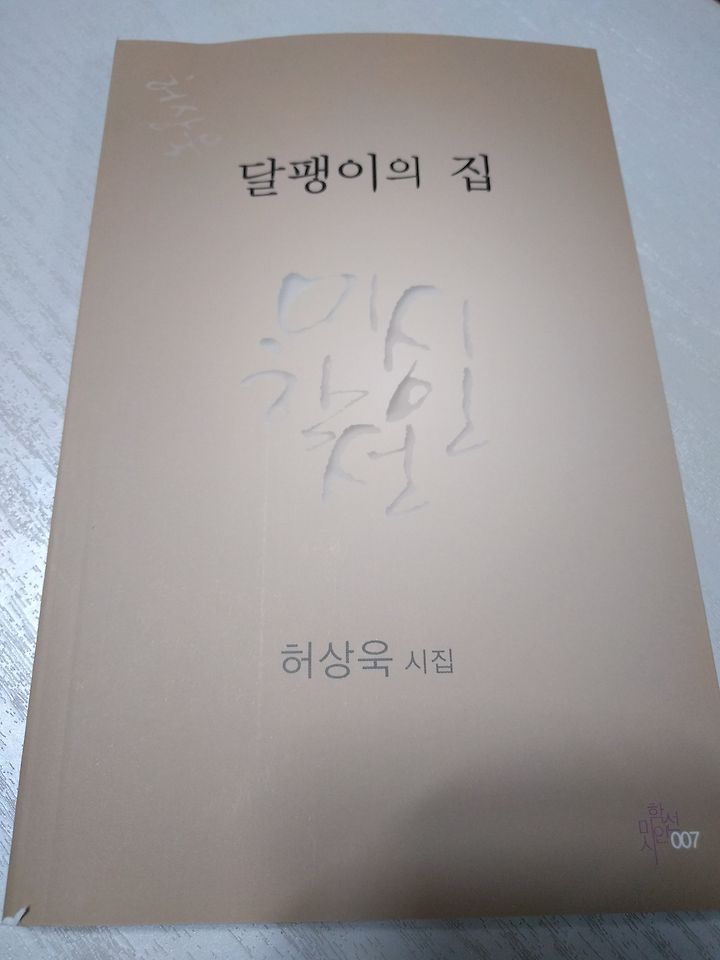 허상욱
달팽이의 집
허상욱 시집
007